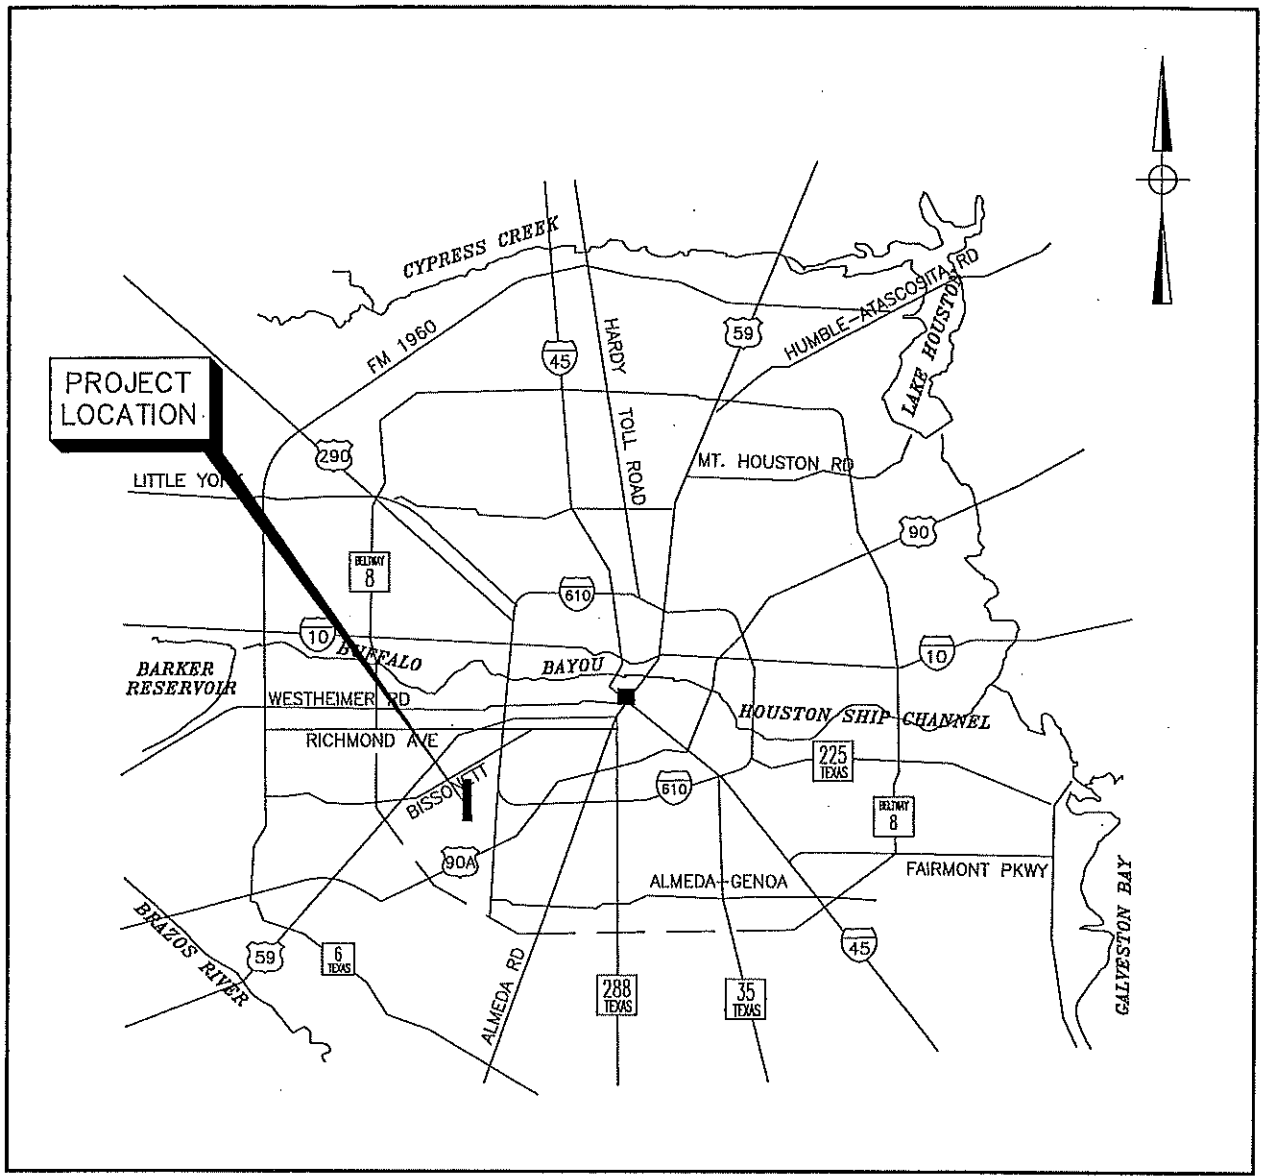 CYPRESS CREEK
HUMBLE-ATASCOSITA RD
FM 1960
HARDY
TOLL ROAD
45
59
LAKE HOUSTON
PROJECT
LOCATION
290
LITTLE YORK
MT. HOUSTON RD
90
BELTWAY
8
610
10
BUFFALO
BAYOU
10
BARKER
RESERVOIR
WESTHEIMER RD
HOUSTON SHIP CHANNEL
RICHMOND AVE
225
TEXAS
BISSONETT
610
BELTWAY
8
90A
ALMEDA-GENOA
FAIRMONT PKWY
BRAZOS RIVER
59
6
TEXAS
ALMEDA RD
288
TEXAS
35
TEXAS
45
GALVESTON BAY